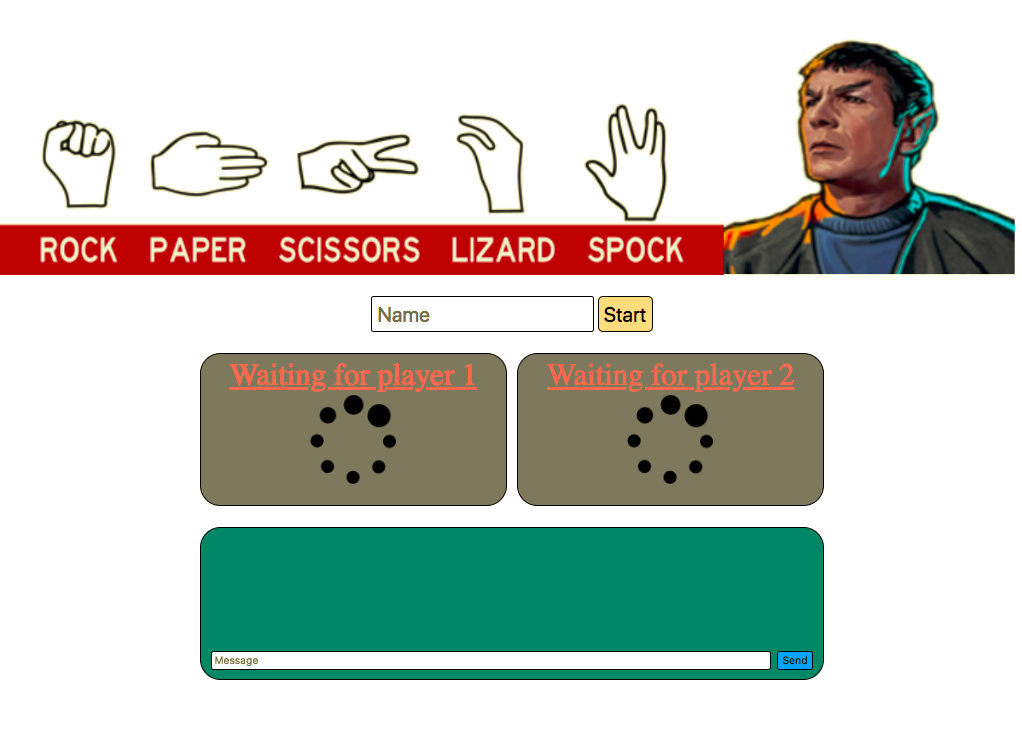 ROCK PAPER SCISSORS LIZARD SPOCK
Name Start
Waiting for player 1
Waiting for player 2
Message Send